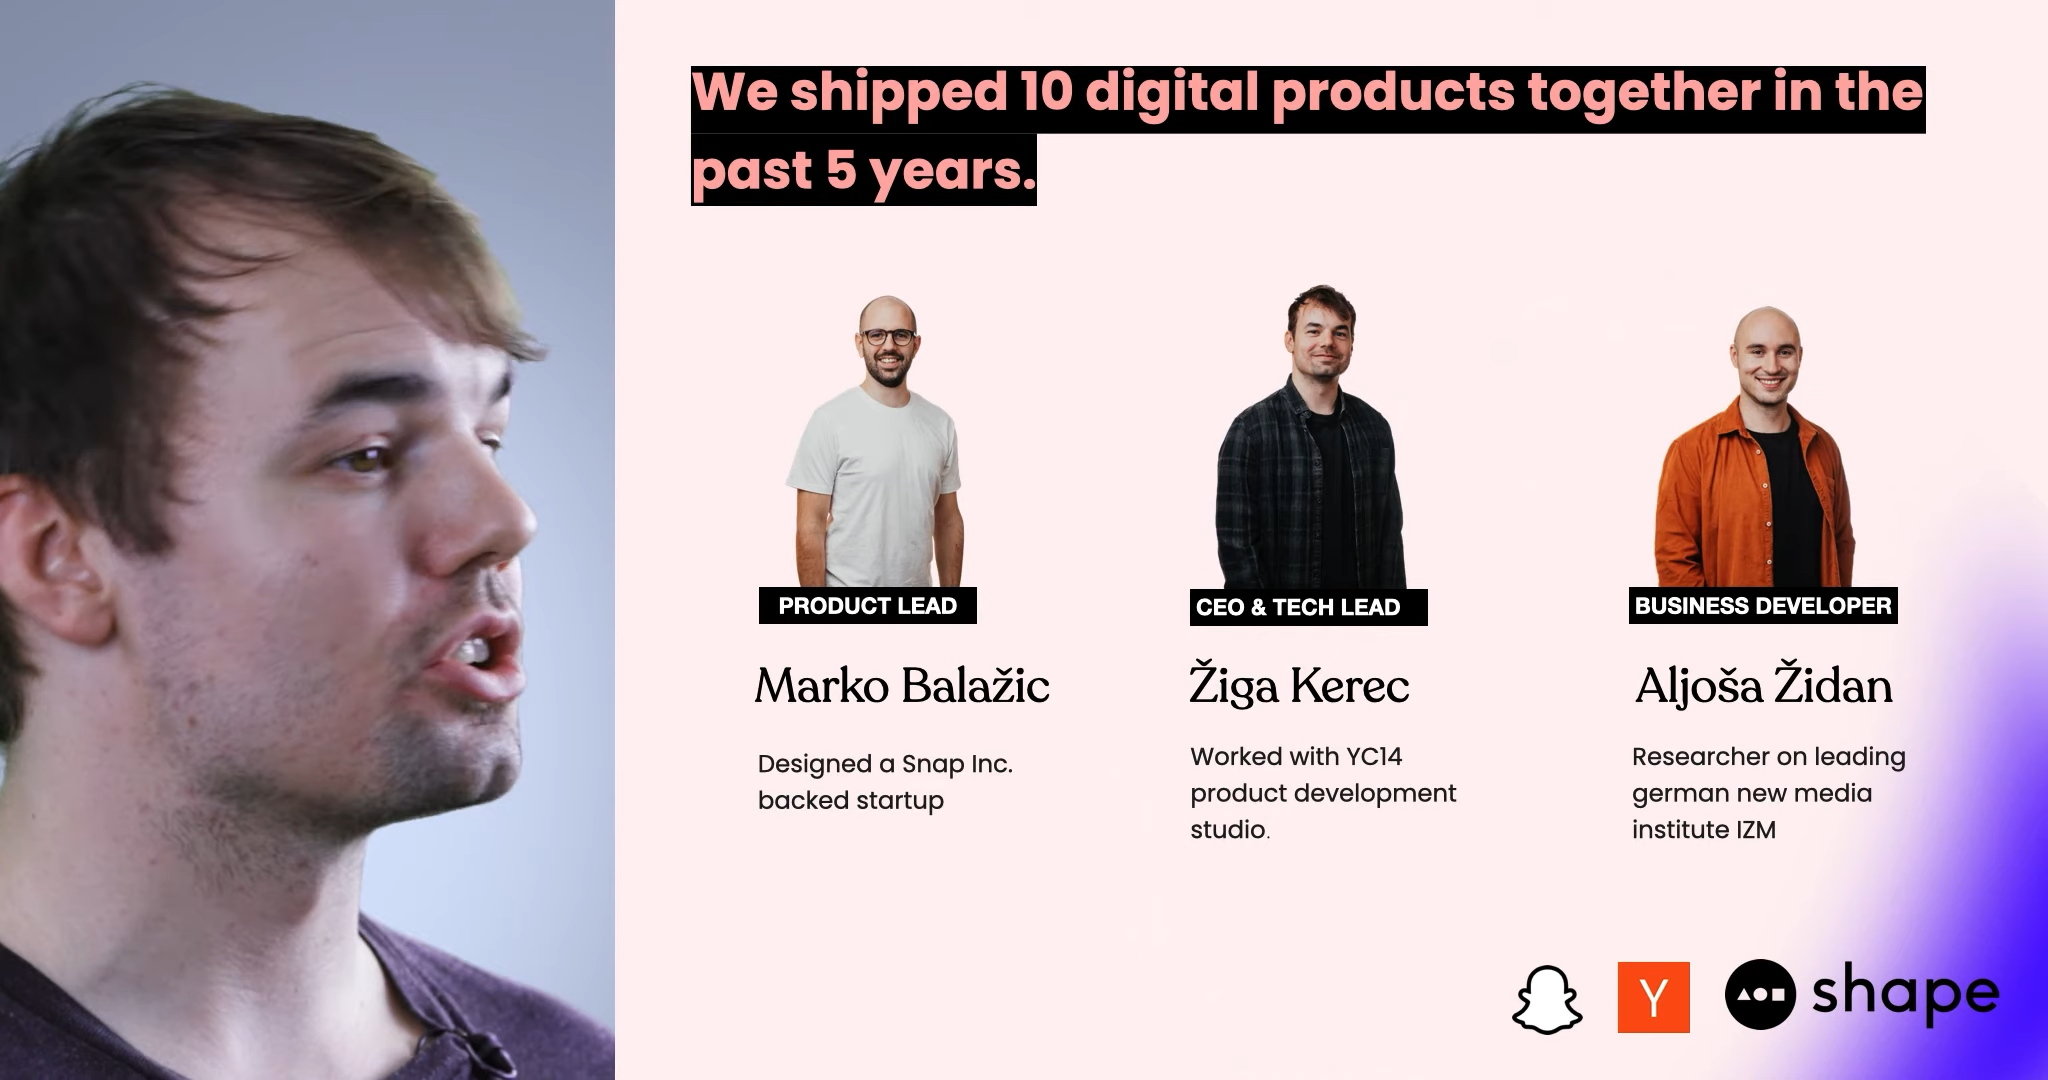 We shipped 10 digital products together in the
past 5 years.
PRODUCT LEAD
Marko Balažic
Designed a Snap Inc.
backed startup
CEO & TECH LEAD
Žiga Kerec
Worked with YC14
product development
studio.
BUSINESS DEVELOPER
Aljoša Židan
Researcher on leading
german new media
institute IZM
Y
shape